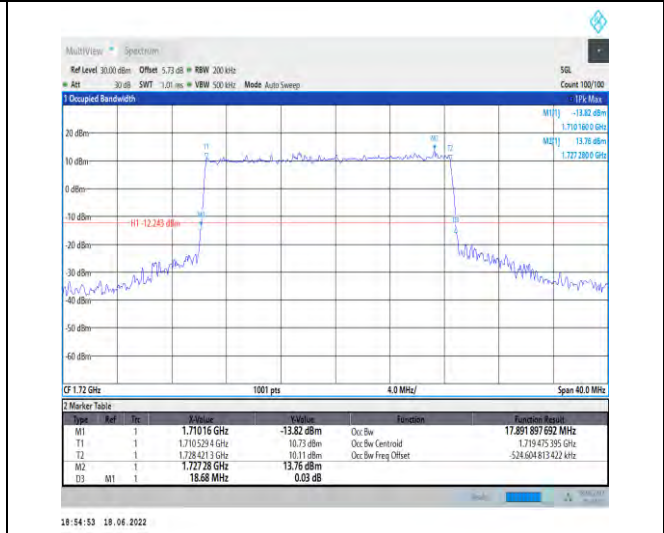 MultiView Spectrum
Ref Level 30.00 dBm Offset 5.73 dB RBW 200 kHz SGL
Att 30 dB SWT 1.01 ms VBW 500 kHz Mode Auto Sweep Count 100/100
1 Occupied Bandwidth 1Pk Max
M1[1] -13.82 dBm
1.710 160 0 GHz
M2[1] 13.76 dBm
1.727 280 0 GHz
20 dBm
T1
M2
T2
10 dBm
0 dBm
-10 dBm
H1 -12.243 dBm
-20 dBm
-30 dBm
-40 dBm
-50 dBm
-60 dBm
CF 1.72 GHz 1001 pts 4.0 MHz/ Span 40.0 MHz
2 Marker Table
Type Ref Trc X-Value Y-Value Function Function Result
M1 1 1.71016 GHz -13.82 dBm Occ Bw 17.891 897 692 MHz
T1 1 1.710 529 4 GHz 10.73 dBm Occ Bw Centroid 1.719 475 395 GHz
T2 1 1.728 421 3 GHz 10.11 dBm Occ Bw Freq Offset -524.604 813 422 kHz
M2 1 1.727 28 GHz 13.76 dBm
D3 M1 1 18.68 MHz 0.03 dB
18:54:53 18.06.2022